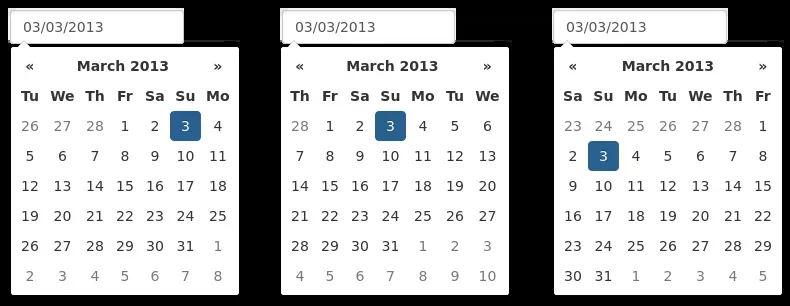 03/03/2013
« March 2013 »
Tu We Th Fr Sa Su Mo
26 27 28 1 2 3 4
5 6 7 8 9 10 11
12 13 14 15 16 17 18
19 20 21 22 23 24 25
26 27 28 29 30 31 1
2 3 4 5 6 7 8
03/03/2013
« March 2013 »
Th Fr Sa Su Mo Tu We
28 1 2 3 4 5 6
7 8 9 10 11 12 13
14 15 16 17 18 19 20
21 22 23 24 25 26 27
28 29 30 31 1 2 3
4 5 6 7 8 9 10
03/03/2013
« March 2013 »
Sa Su Mo Tu We Th Fr
23 24 25 26 27 28 1
2 3 4 5 6 7 8
9 10 11 12 13 14 15
16 17 18 19 20 21 22
23 24 25 26 27 28 29
30 31 1 2 3 4 5